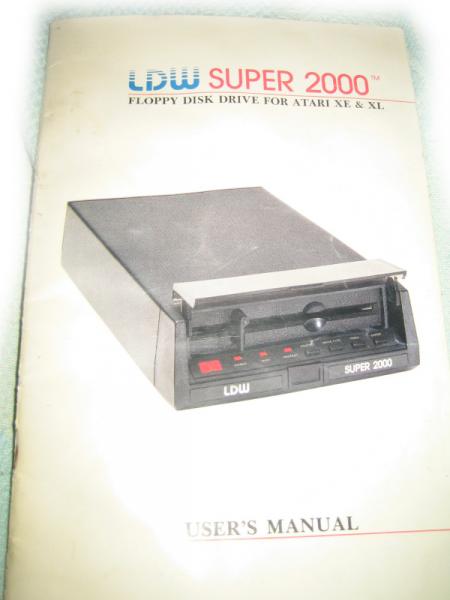 LDW SUPER 2000™
FLOPPY DISK DRIVE FOR ATARI XE & XL
LDW
SUPER 2000
USER'S MANUAL